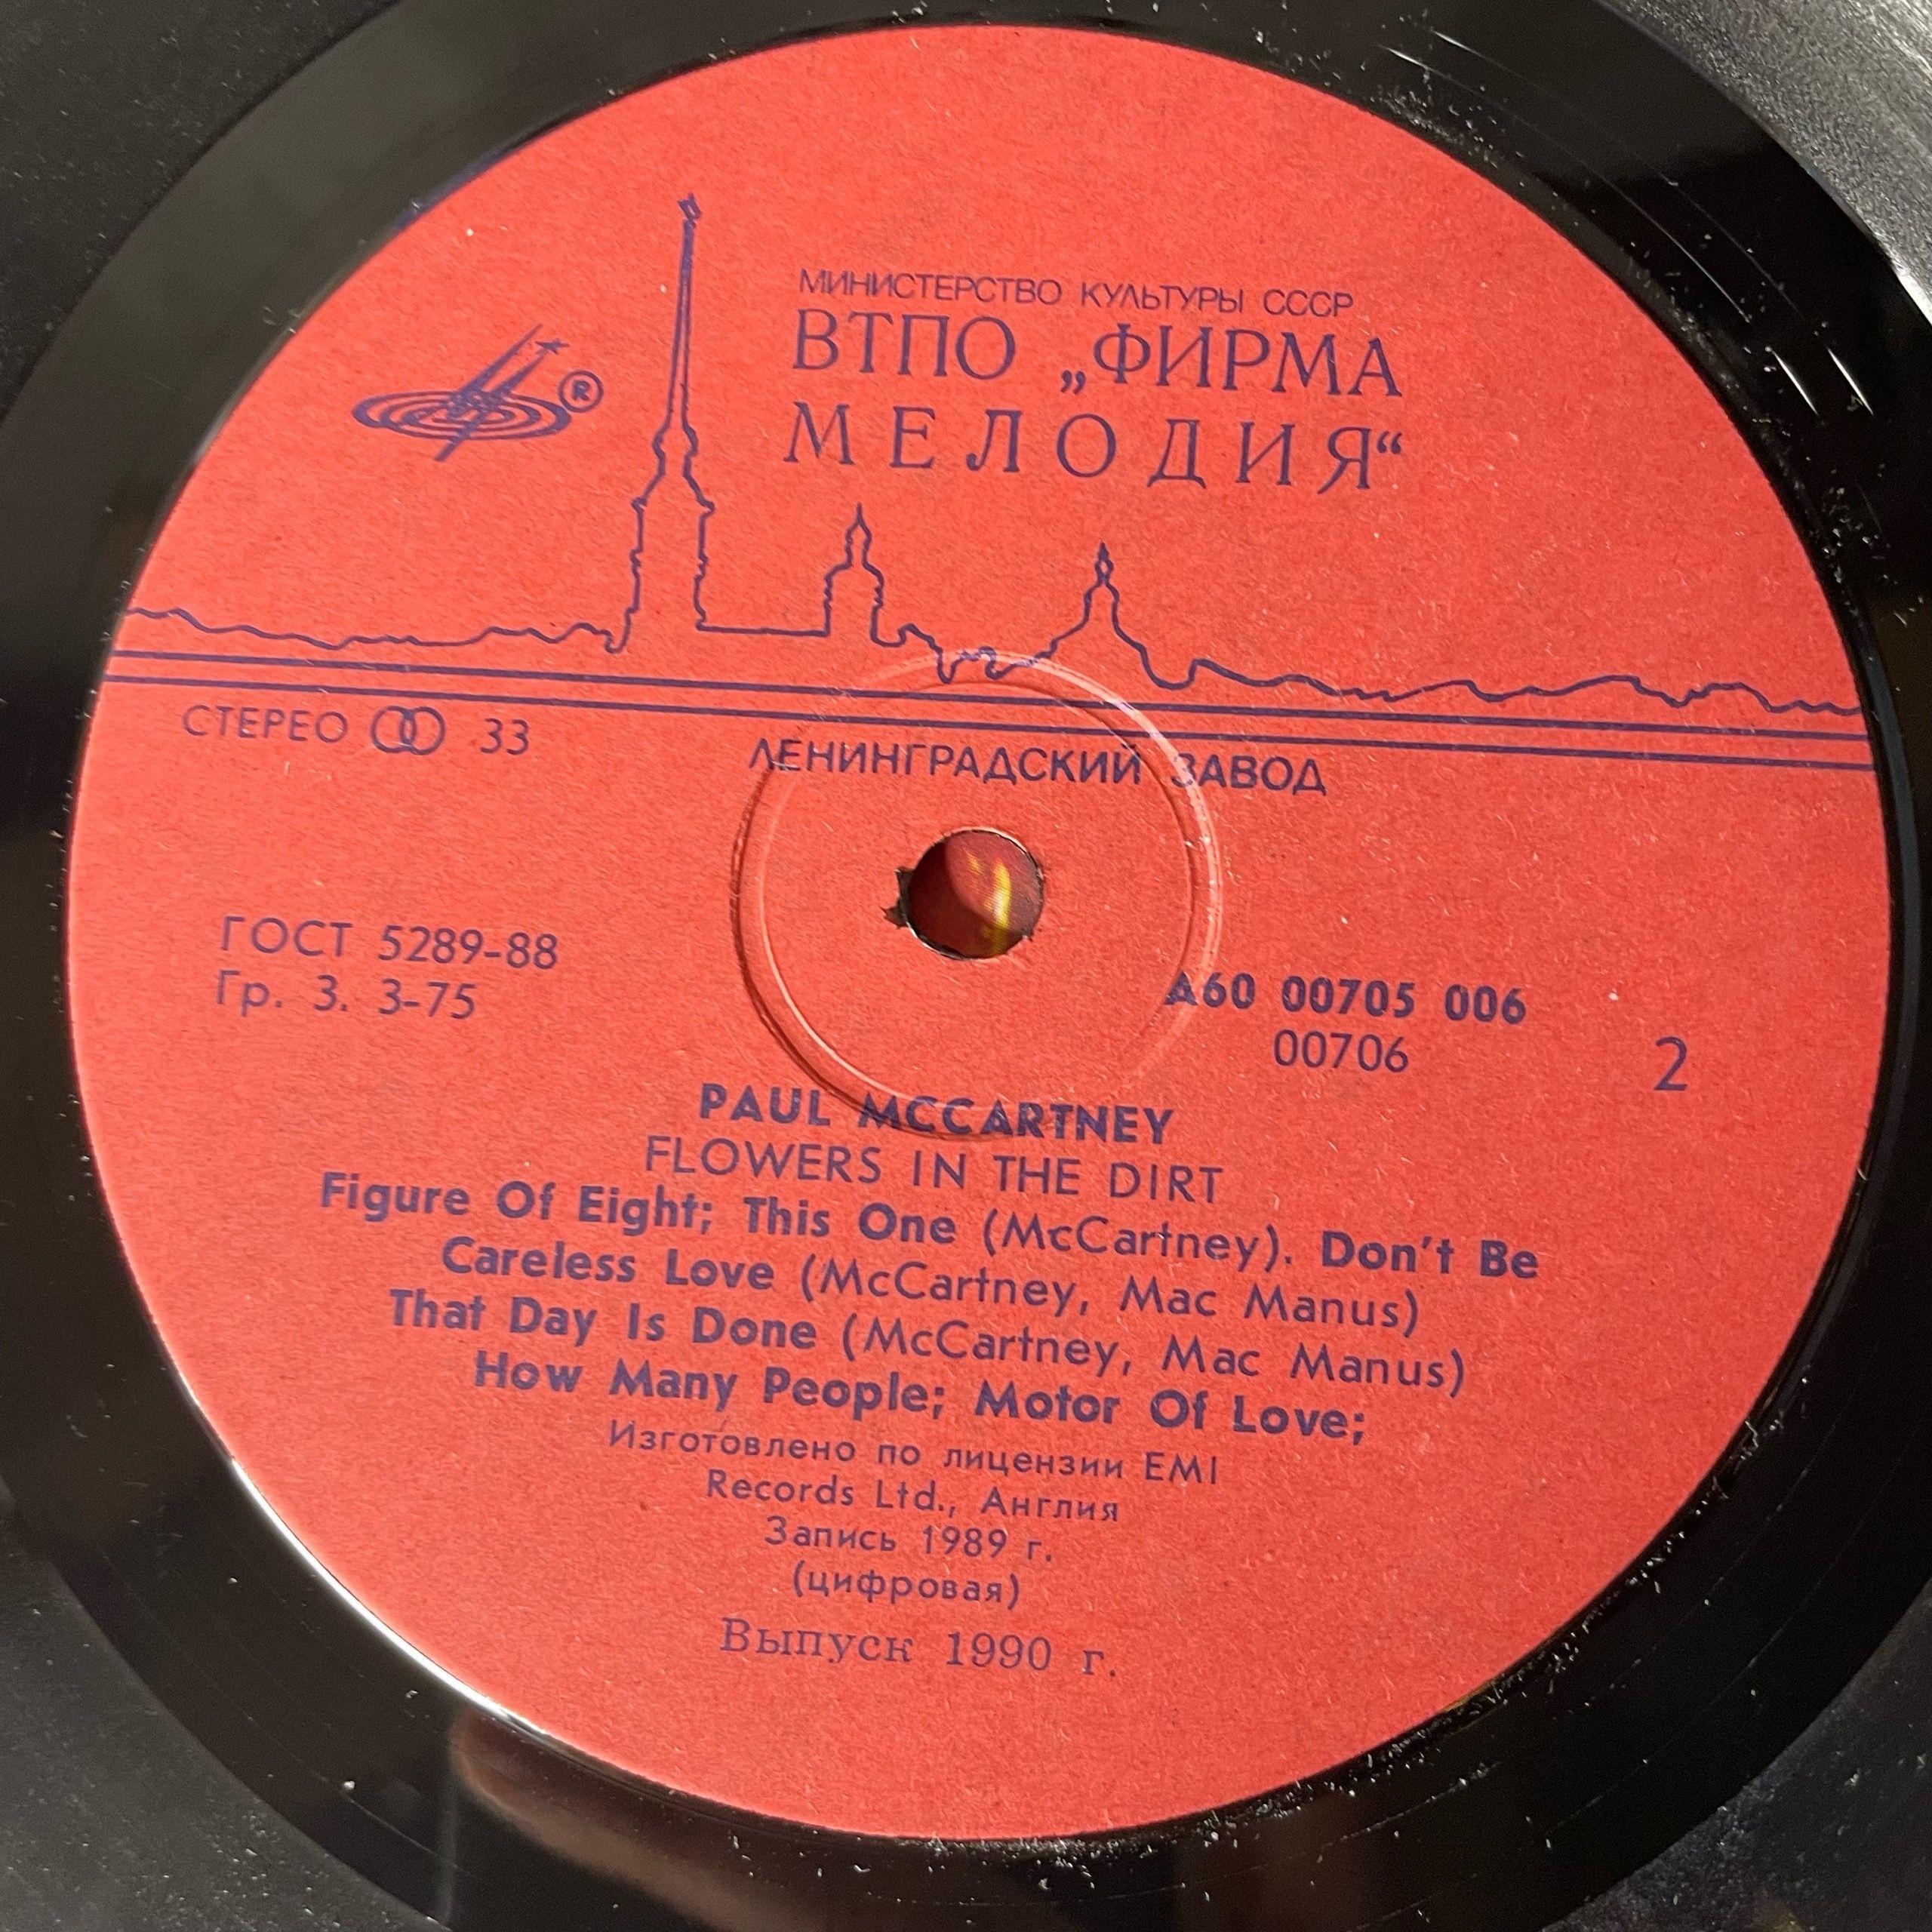 МИНИСТЕРСТВО КУЛЬТУРЫ СССР
ВТПО „ФИРМА
МЕЛОДИЯ“
®
СТЕРЕО 33
ЛЕНИНГРАДСКИЙ ЗАВОД
ГОСТ 5289-88
Гр. 3. 3-75
А60 00705 006
00706
2
PAUL MCCARTNEY
FLOWERS IN THE DIRT
Figure Of Eight; This One (McCartney). Don't Be
Careless Love (McCartney, Mac Manus)
That Day Is Done (McCartney, Mac Manus)
How Many People; Motor Of Love;
Изготовлено по лицензии EMI
Records Ltd., Англия
Запись 1989 г.
(цифровая)
Выпуск 1990 г.